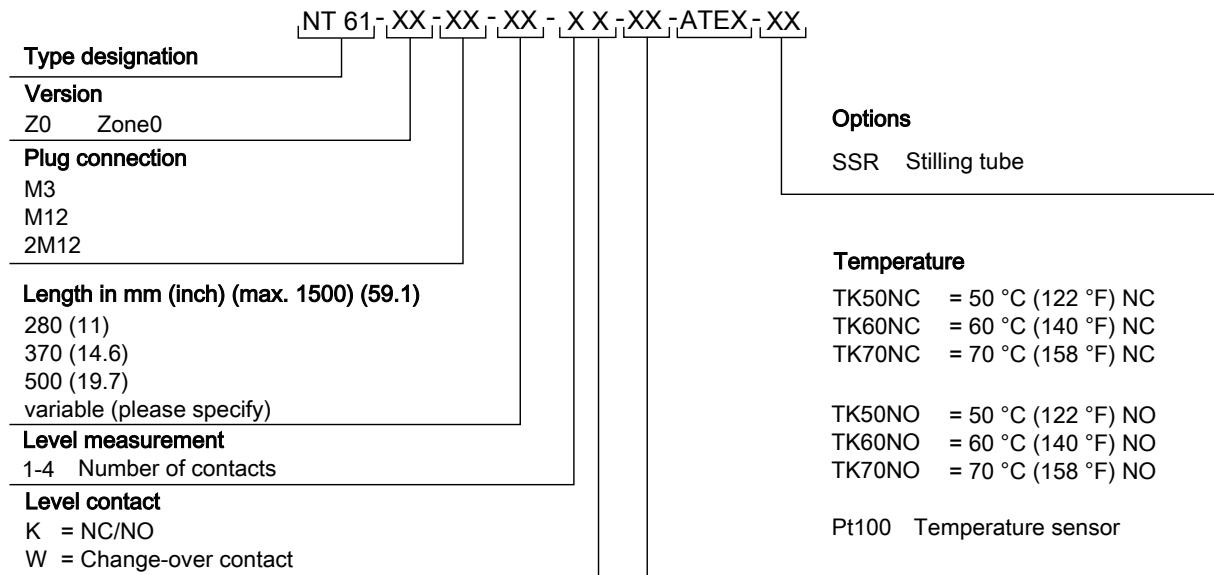 NT 61-XX-XX-XX-X X-XX-ATEX-XX
Type designation
Version
Z0 Zone0
Plug connection
M3
M12
2M12
Length in mm (inch) (max. 1500) (59.1)
280 (11)
370 (14.6)
500 (19.7)
variable (please specify)
Level measurement
1-4 Number of contacts
Level contact
K = NC/NO
W = Change-over contact
Options
SSR Stilling tube
Temperature
TK50NC = 50 °C (122 °F) NC
TK60NC = 60 °C (140 °F) NC
TK70NC = 70 °C (158 °F) NC
TK50NO = 50 °C (122 °F) NO
TK60NO = 60 °C (140 °F) NO
TK70NO = 70 °C (158 °F) NO
Pt100 Temperature sensor